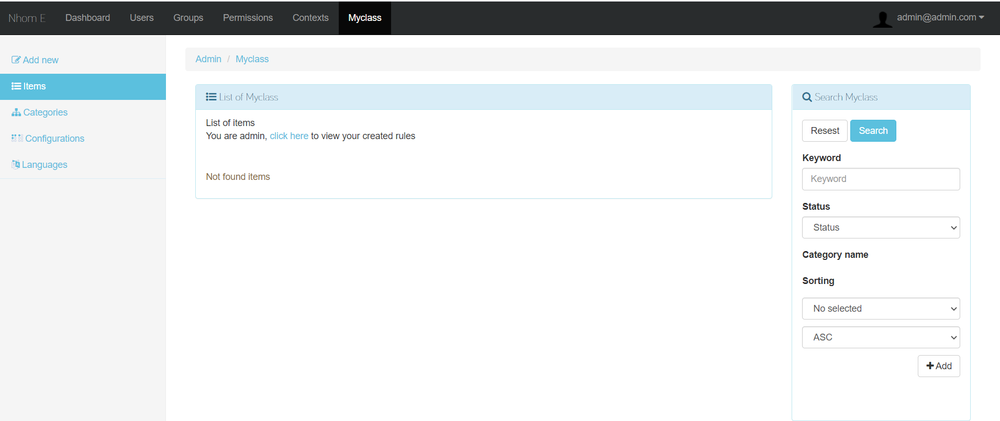 Nhom E Dashboard Users Groups Permissions Contexts Myclass admin@admin.com
Add new
Items
Categories
Configurations
Languages
Admin / Myclass
List of Myclass
List of items
You are admin, click here to view your created rules
Not found items
Search Myclass
Resest Search
Keyword
Keyword
Status
Status
Category name
Sorting
No selected
ASC
Add